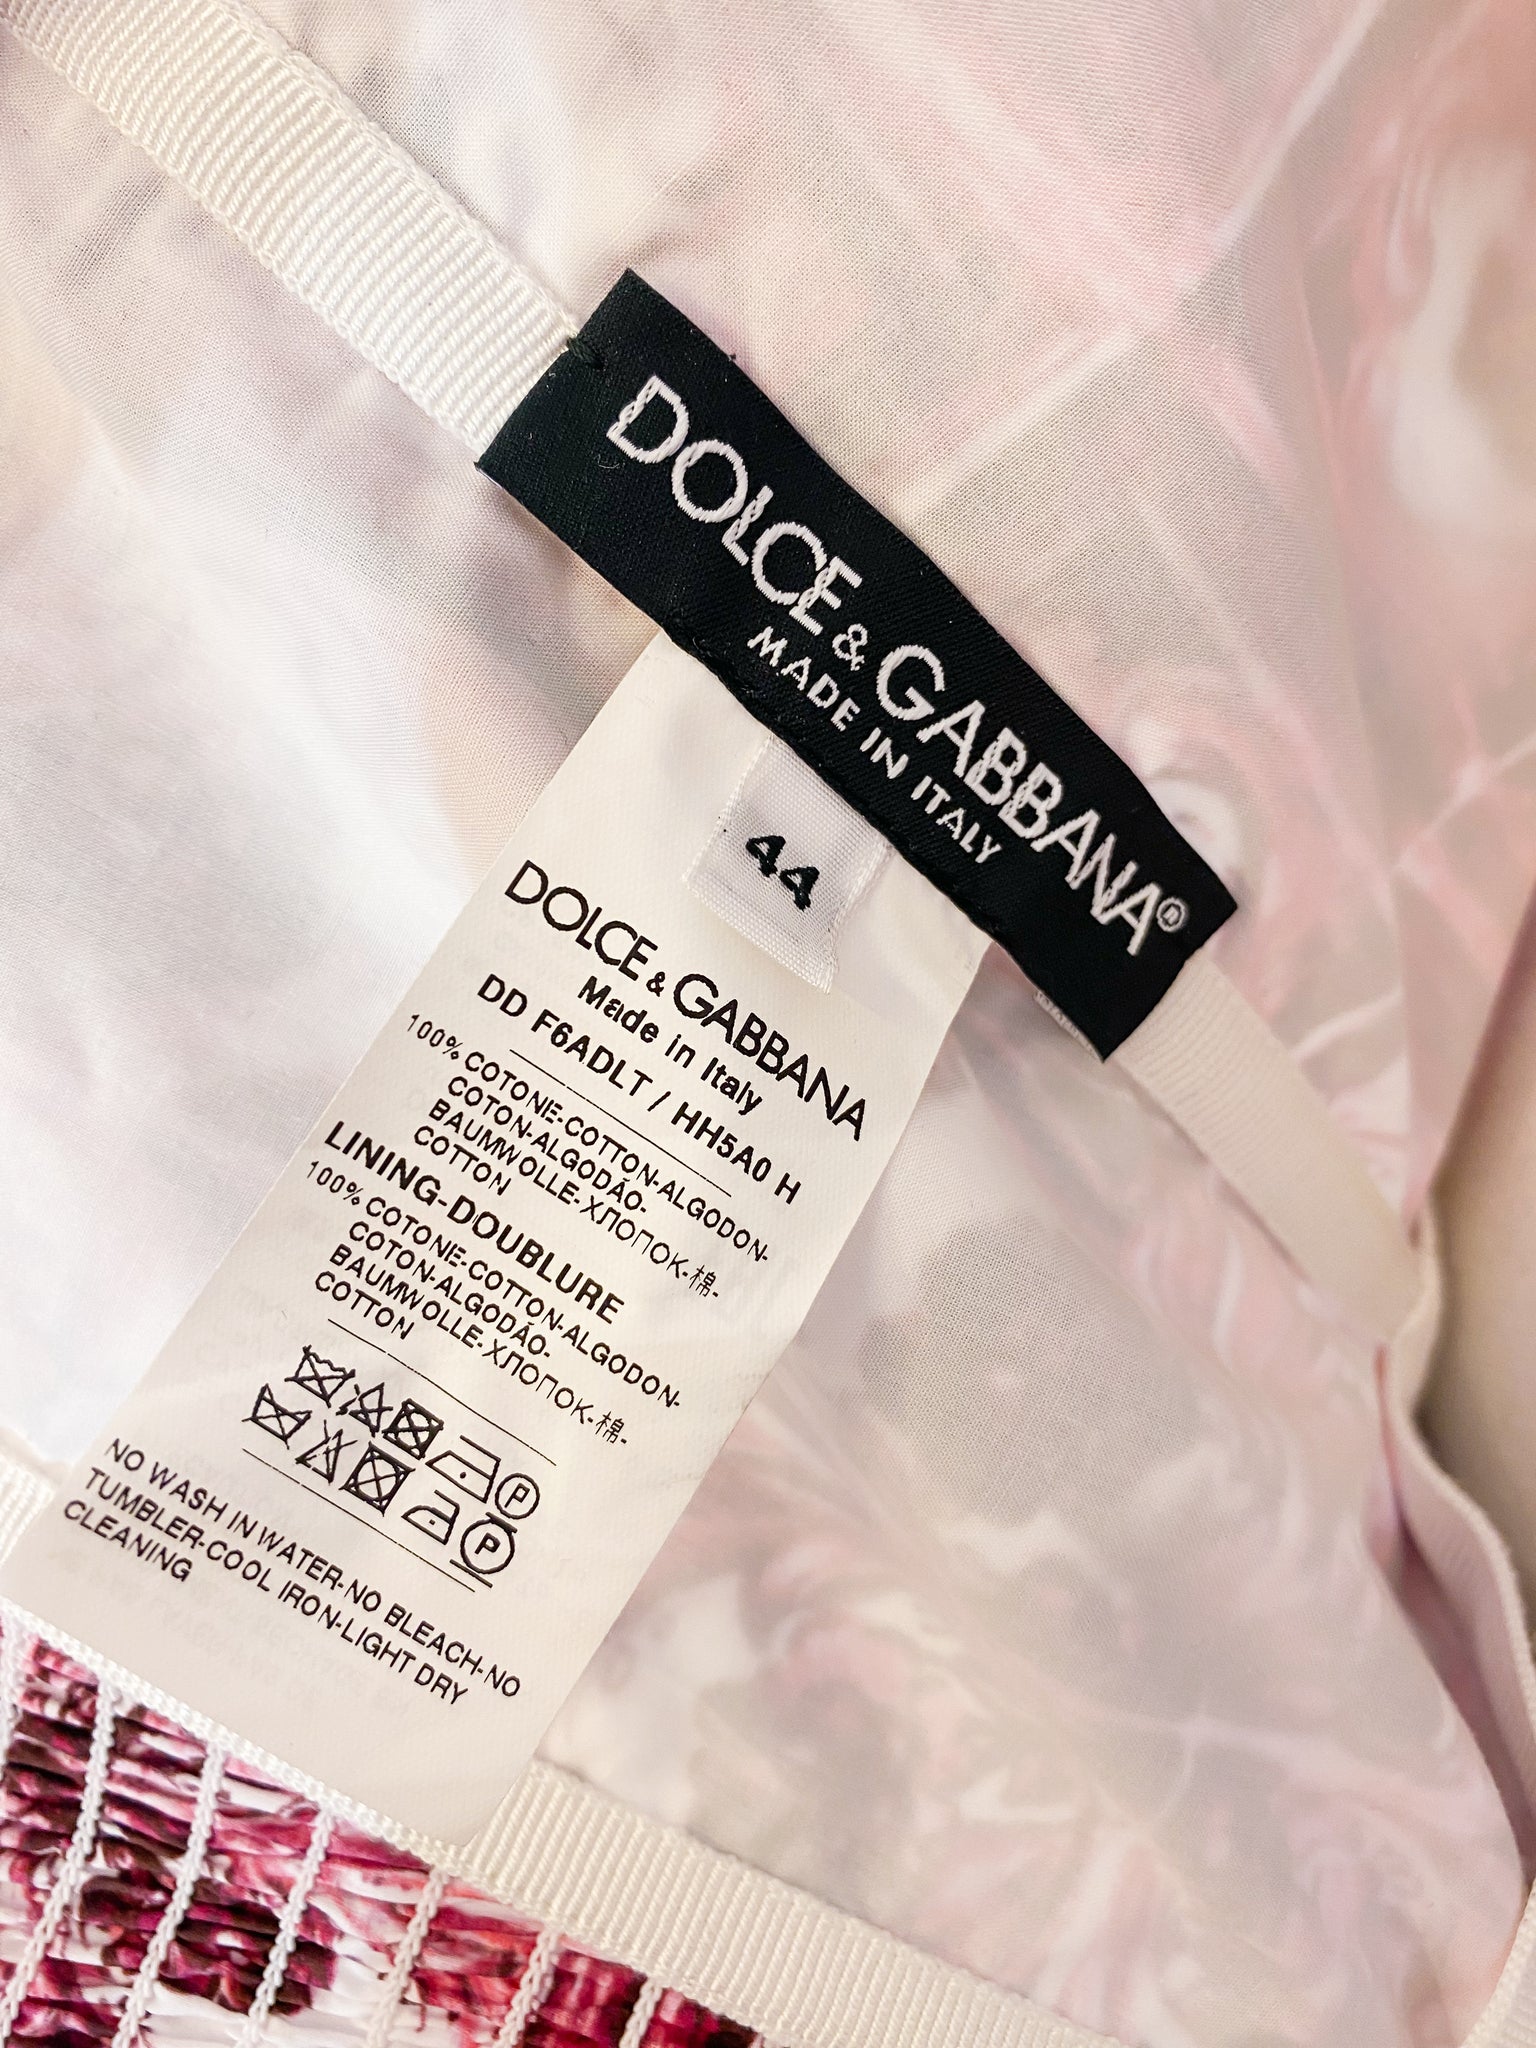 DOLCE & GABBANA®
MADE IN ITALY
44
DOLCE & GABBANA
Made in Italy
DD F6ADLT / HH5A0 H
100% COTONE-COTTON-ALGODON-
COTON-ALGODÃO-
BAUMWOLLE-ХЛОПОК-棉-
COTTON
LINING-DOUBLURE
100% COTONE-COTTON-ALGODON-
COTON-ALGODÃO-
BAUMWOLLE-ХЛОПОК-棉-
COTTON
P
P
NO WASH IN WATER-NO BLEACH-NO
TUMBLER-COOL IRON-LIGHT DRY
CLEANING